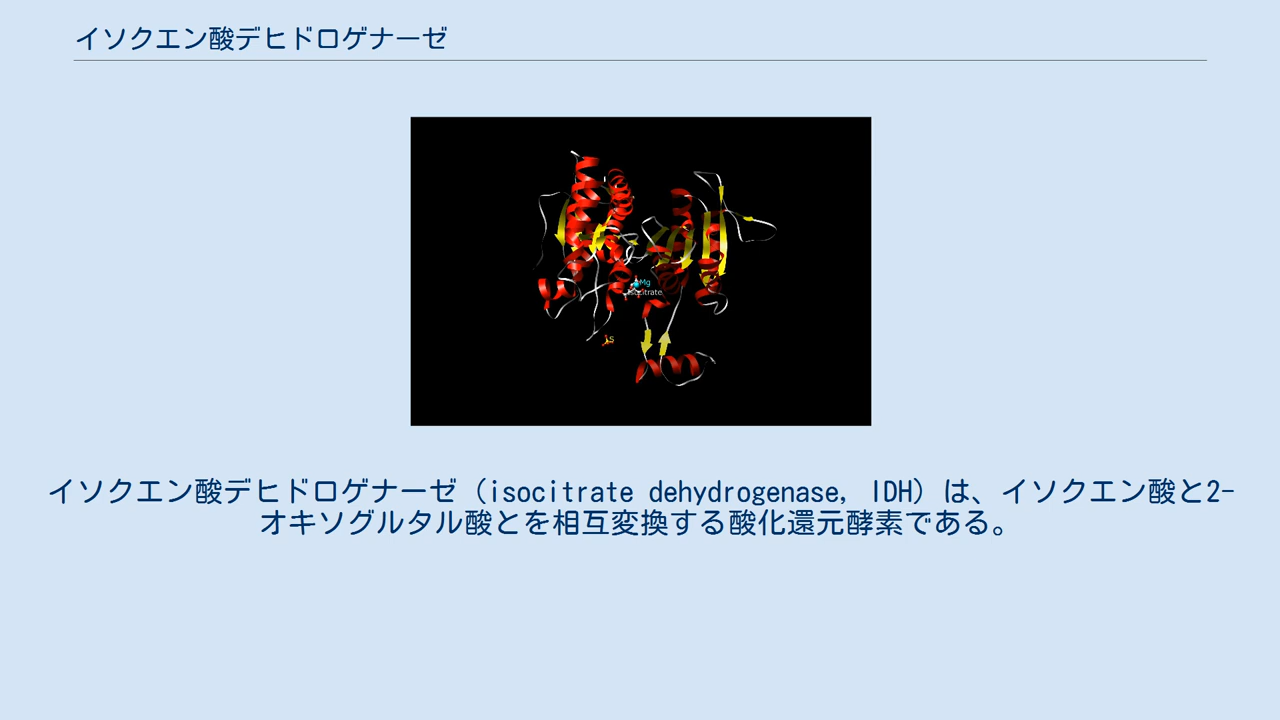 イソクエン酸デヒドロゲナーゼ
Mg
isocitrate
S
イソクエン酸デヒドロゲナーゼ（isocitrate dehydrogenase, IDH）は、イソクエン酸と2-
オキソグルタル酸とを相互変換する酸化還元酵素である。